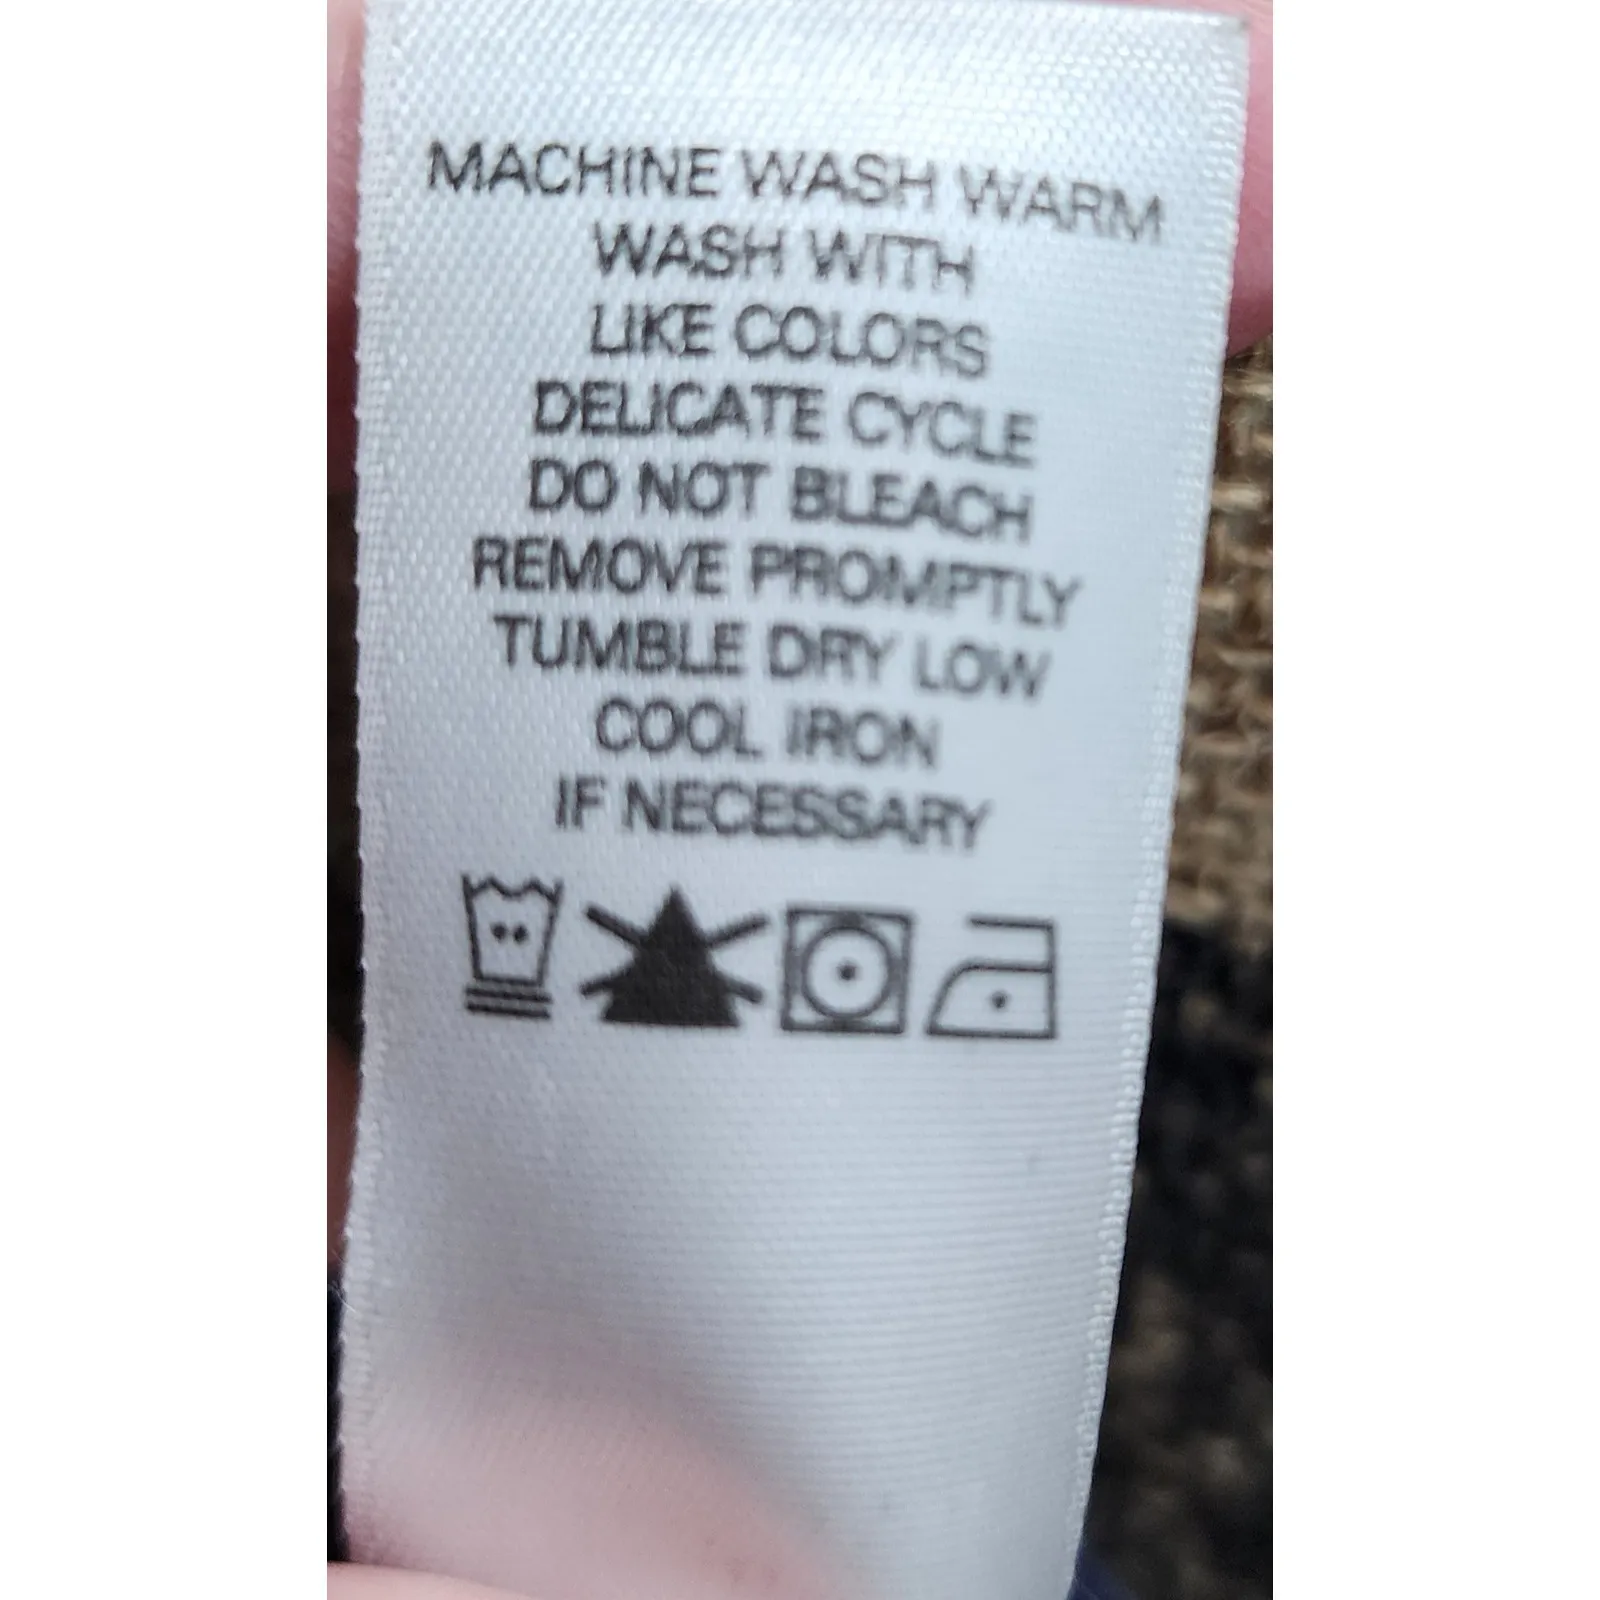 MACHINE WASH WARM
WASH WITH
LIKE COLORS
DELICATE CYCLE
DO NOT BLEACH
REMOVE PROMPTLY
TUMBLE DRY LOW
COOL IRON
IF NECESSARY